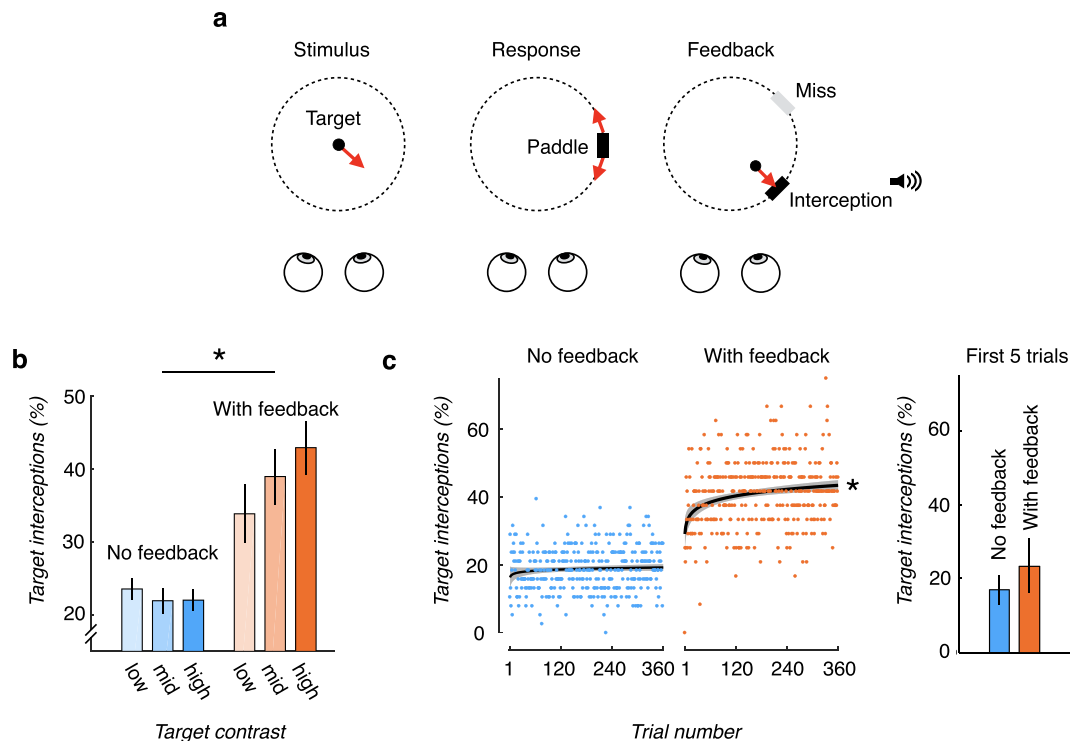 a
Stimulus
Response
Feedback
Target
Paddle
Miss
Interception
b
*
Target interceptions (%)
50
40
30
20
No feedback
With feedback
low
mid
high
low
mid
high
Target contrast
c
No feedback
With feedback
Target interceptions (%)
60
40
20
0
*
1
120
240
360
1
120
240
360
Trial number
First 5 trials
Target interceptions (%)
60
40
20
0
No feedback
With feedback